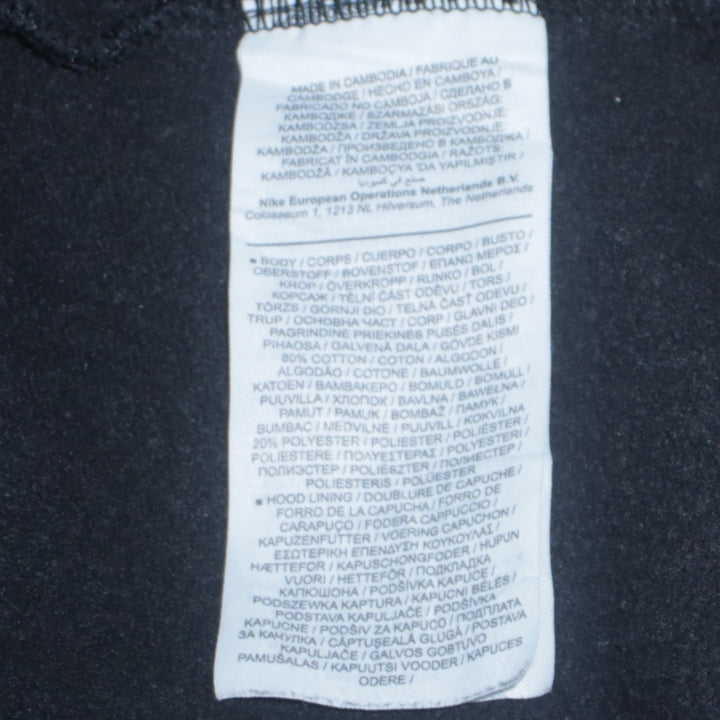 MADE IN CAMBODIA / FABRIQUE AU
CAMBODGE / HECHO EN CAMBOYA /
FABRICADO NO CAMBOJA / СДЕЛАНО В
КАМБОДЖЕ / SZÁRMAZÁSI ORSZÁG:
KAMBODZSA / ZEMLJA PROIZVODNJE:
KAMBODŽA / DRŽAVA PROIZVODNJE:
KAMBODŽA / ПРОИЗВЕДЕНО В КАМБОДЖА /
FABRICAT ÎN CAMBODGIA / RAŽOTS
KAMBODŽĀ / KAMBOÇYA 'DA YAPILMIŞTIR /
صنع في كمبوديا
Nike European Operations Netherlands B.V.
Colosseum 1, 1213 NL Hilversum, The Netherlands
■ BODY / CORPS / CUERPO / CORPO / BUSTO /
OBERSTOFF / BOVENSTOF / ΕΠΑΝΩ ΜΕΡΟΣ /
KROP / ÖVERKROPP / RUNKO / BOL /
КОРСАЖ / TĚLNÍ ČÁST ODĚVU / TORS /
TÖRZS / GORNJI DIO / TELNÁ ČASŤ ODEVU /
TRUP / ОСНОВНА ЧАСТ / CORP / GLAVNI DEO /
PAGRINDINĖ PRIEKINĖS PUSĖS DALIS /
PIHAOSA / GALVENĀ DAĻA / GÖVDE KISMI
80% COTTON / COTON / ALGODON /
ALGODÃO / COTONE / BAUMWOLLE /
KATOEN / ΒΑΜΒΑΚΕΡΟ / BOMULD / BOMULL /
PUUVILLA / ХЛОПОК / BAVLNA / BAWEŁNA /
PAMUT / PAMUK / BOMBAŽ / ПАМУК /
BUMBAC / MEDVILNĖ / PUUVILL / KOKVILNA
20% POLYESTER / POLIESTER / POLIÉSTER /
POLIESTERE / ΠΟΛΥΕΣΤΕΡΑΣ / POLYESTERI /
ПОЛИЭСТЕР / POLIÉSZTER / ПОЛИЕСТЕР /
POLIESTERIS / POLÜESTER
■ HOOD LINING / DOUBLURE DE CAPUCHE /
FORRO DE LA CAPUCHA / FORRO DE
CARAPUÇO / FODERA CAPPUCCIO /
KAPUZENFUTTER / VOERING CAPUCHON /
ΕΣΩΤΕΡΙΚΗ ΕΠΕΝΔΥΣΗ ΚΟΥΚΟΥΛΑΣ /
HÆTTEFOR / KAPUSCHONGFODER / HUPUN
VUORI / HETTEFÔR / ПОДКЛАДКА
КАПЮШОНА / PODŠÍVKA KAPUCE /
PODSZEWKA KAPTURA / KAPUCNI BÉLÉS /
PODSTAVA KAPULJAČE / PODŠÍVKA
KAPUCNE / PODŠIV ZA KAPUCO / ПОДПЛАТА
ЗА КАЧУЛКА / CĂPTUȘEALĂ GLUGĂ / POSTAVA
KAPULJAČE / GALVOS GOBTUVO
PAMUŠALAS / KAPUUTSI VOODER / KAPUCES
ODERE /